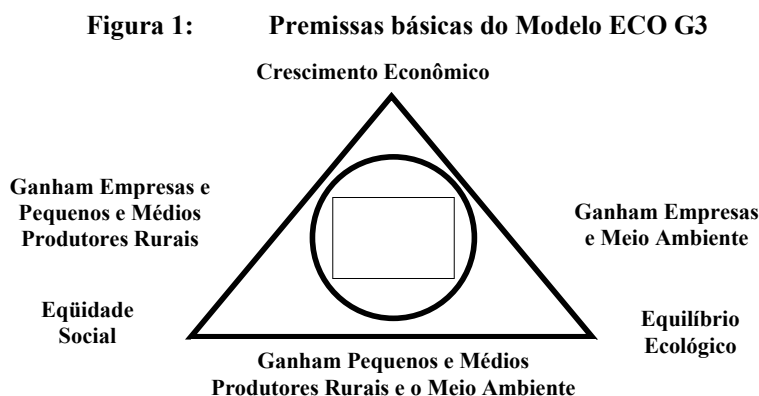 Figura 1: Premissas básicas do Modelo ECO G3
Crescimento Econômico
Ganham Empresas e
Pequenos e Médios
Produtores Rurais
Ganham Empresas
e Meio Ambiente
Eqüidade
Social
Equilíbrio
Ecológico
Ganham Pequenos e Médios
Produtores Rurais e o Meio Ambiente